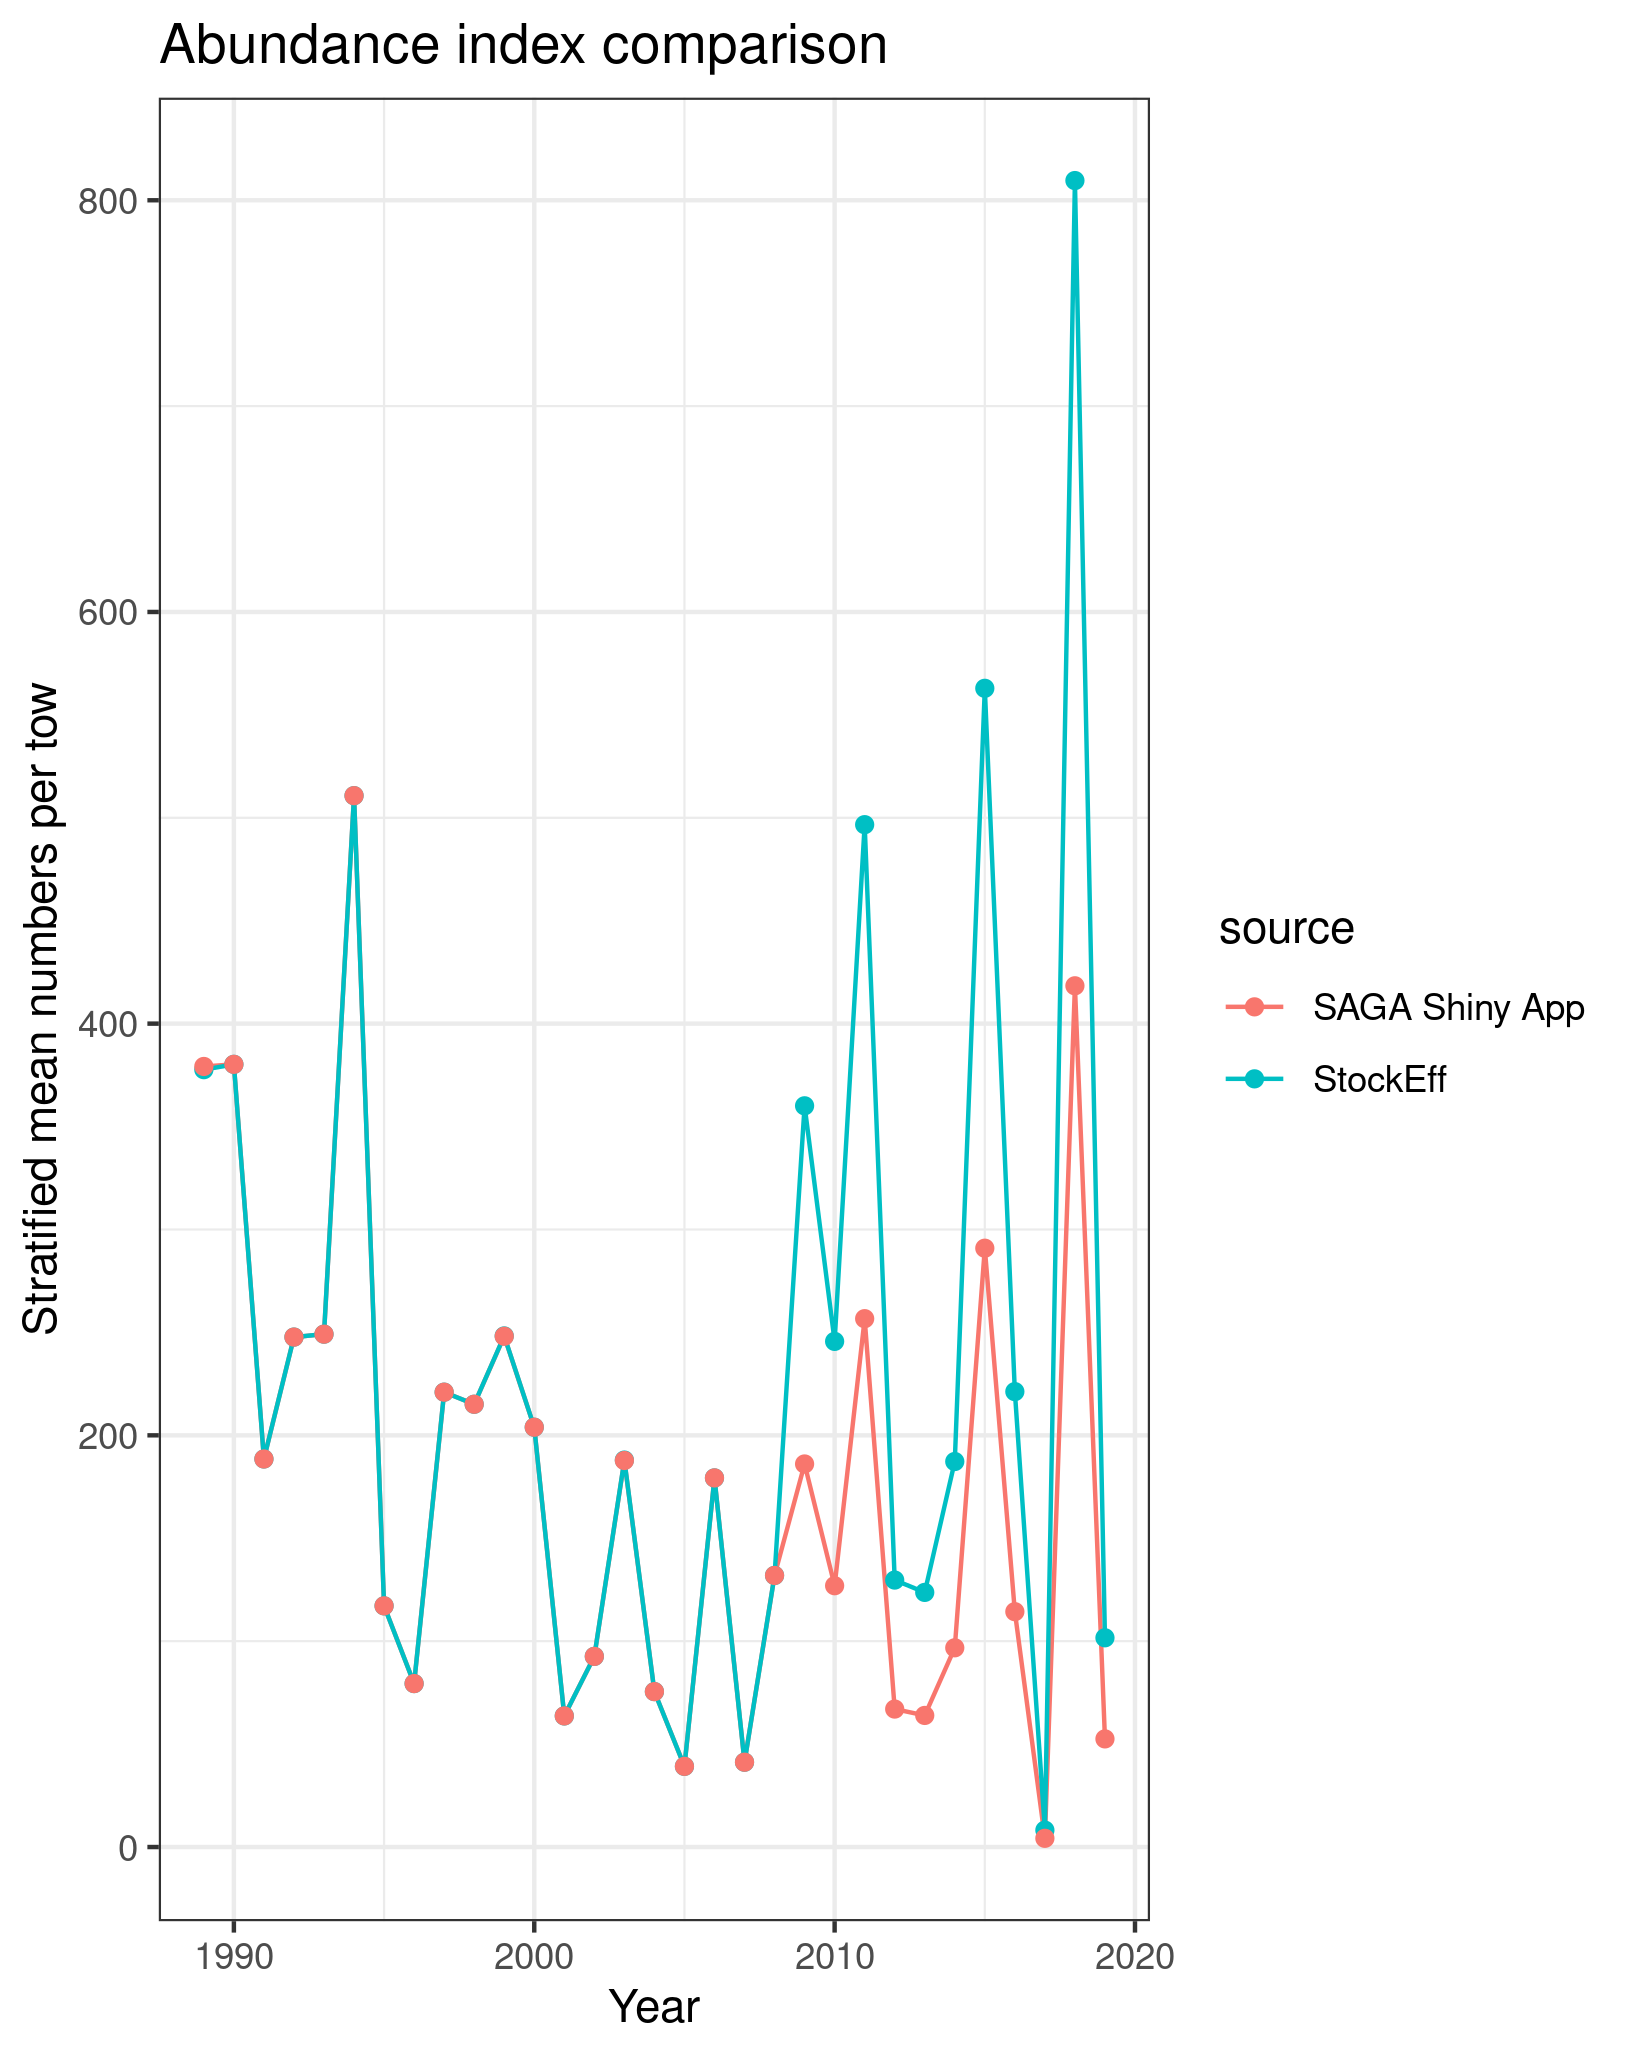 Abundance index comparison
800
600
400
200
0
Stratified mean numbers per tow
1990
2000
2010
2020
Year
source
SAGA Shiny App
StockEff